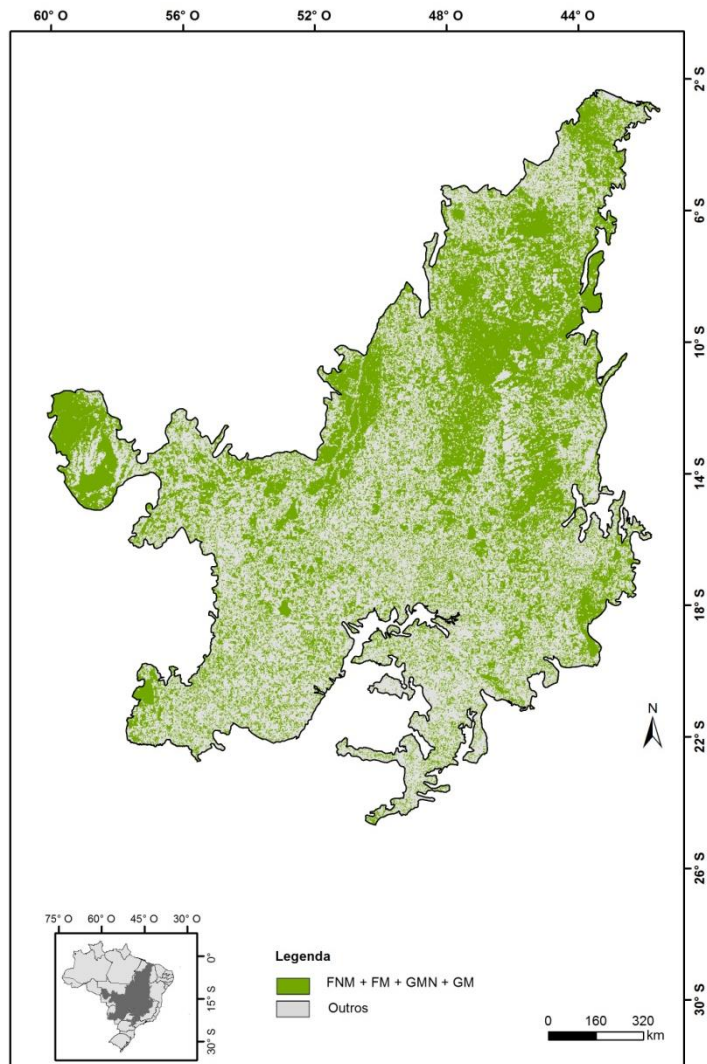 60° O 56° O 52° O 48° O 44° O
2° S
6° S
10° S
14° S
18° S
22° S
26° S
30° S
N
75° O 60° O 45° O 30° O
0°
15° S
30° S
Legenda
FNM + FM + GMN + GM
Outros
0 160 320
km